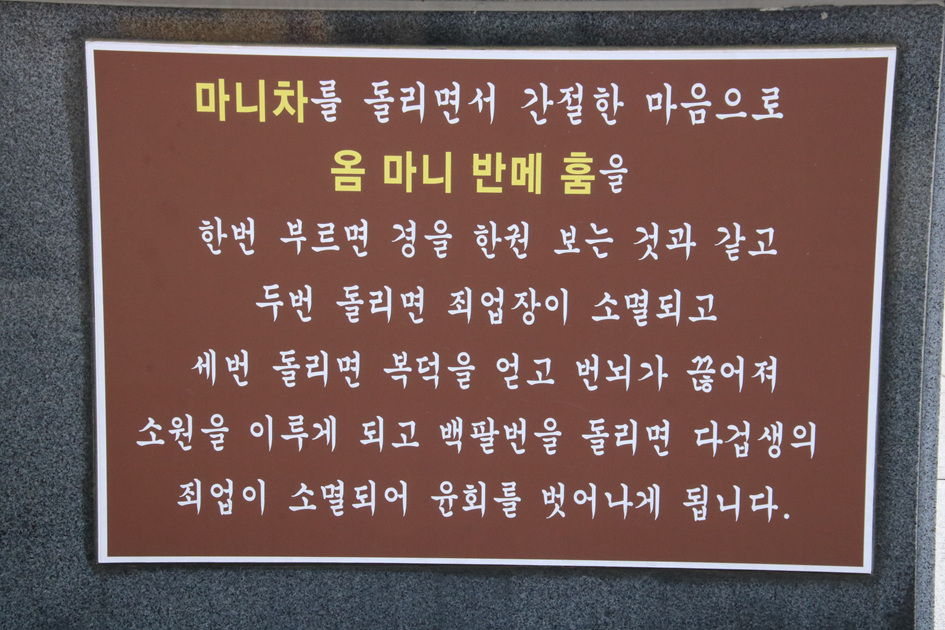 마니차를 돌리면서 간절한 마음으로
옴 마니 반메 훔을
한번 부르면 경을 한권 보는 것과 같고
두번 돌리면 죄업장이 소멸되고
세번 돌리면 복덕을 얻고 번뇌가 끊어져
소원을 이루게 되고 백팔번을 돌리면 다겁생의
죄업이 소멸되어 윤회를 벗어나게 됩니다.